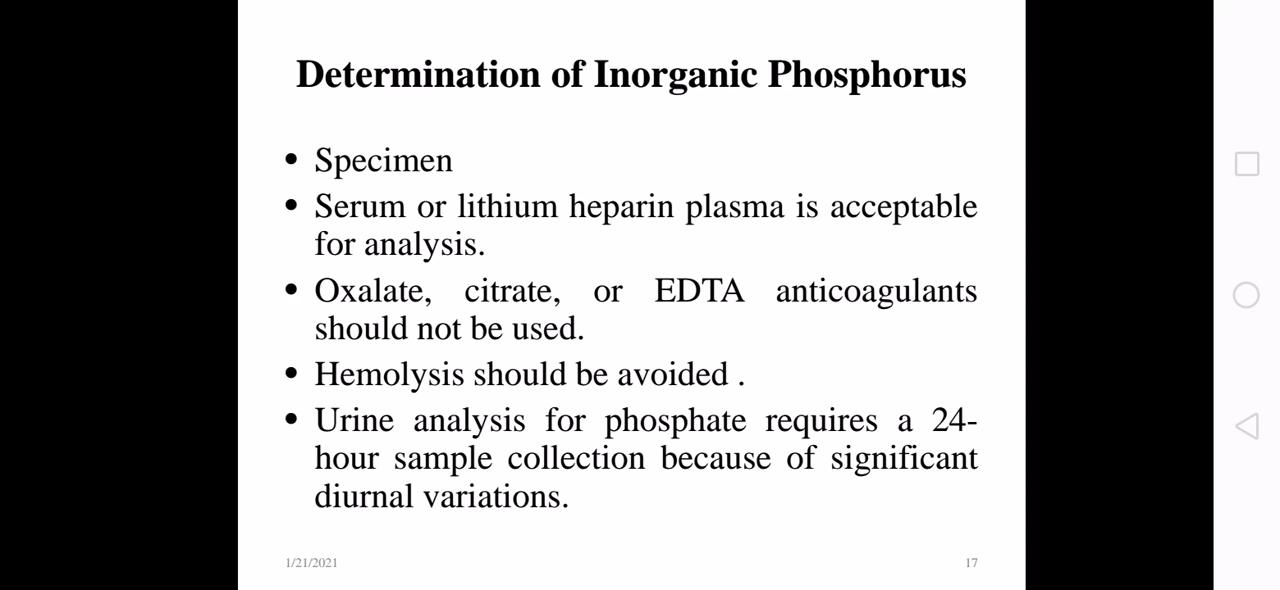 Determination of Inorganic Phosphorus
• Specimen
• Serum or lithium heparin plasma is acceptable
for analysis.
• Oxalate, citrate, or EDTA anticoagulants
should not be used.
• Hemolysis should be avoided .
• Urine analysis for phosphate requires a 24-
hour sample collection because of significant
diurnal variations.
1/21/2021
17